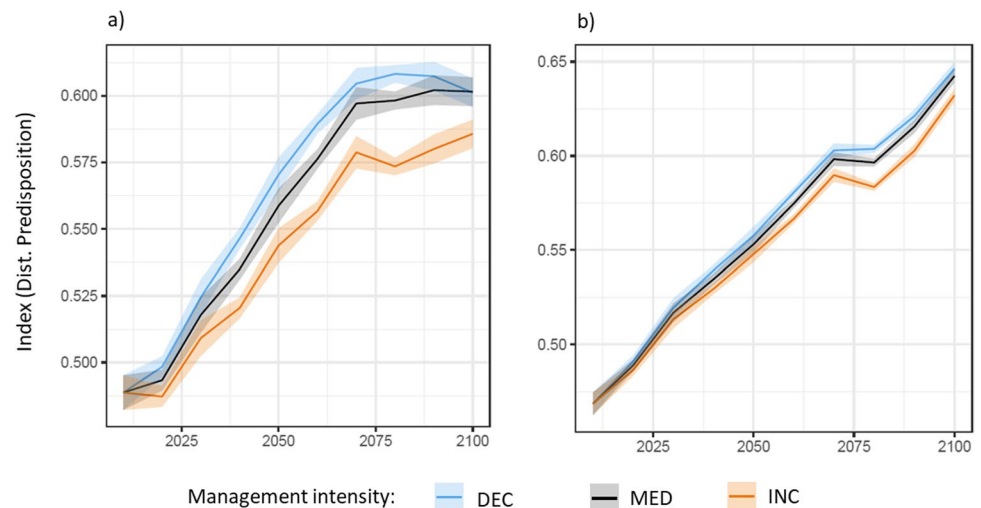 a)
b)
Index (Dist. Predisposition)
0.600
0.575
0.550
0.525
0.500
2025 2050 2075 2100
0.65
0.60
0.55
0.50
2025 2050 2075 2100
Management intensity: DEC MED INC